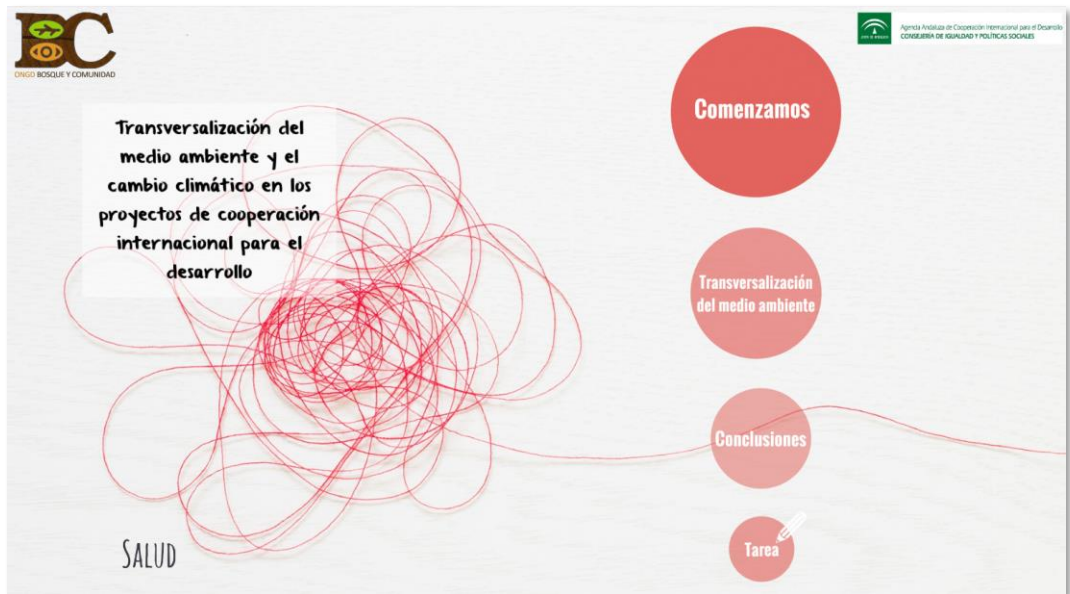 BC
ONGD BOSQUE Y COMUNIDAD
Transversalización del
medio ambiente y el
cambio climático en los
proyectos de cooperación
internacional para el
desarrollo
SALUD
Agencia Andaluza de Cooperación Internacional para el Desarrollo
CONSEJERÍA DE IGUALDAD Y POLÍTICAS SOCIALES
Comenzamos
Transversalización
del medio ambiente
Conclusiones
Tarea